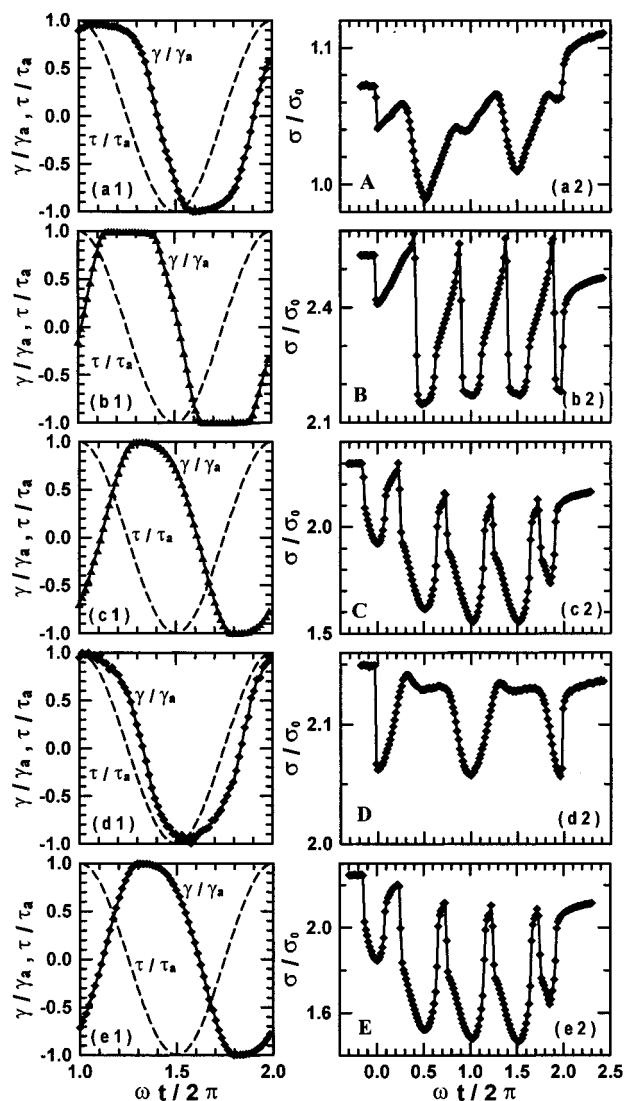 γ / γₐ , τ / τₐ
1.0
0.5
0.0
-0.5
-1.0
γ / γₐ
τ / τₐ
(a1)
σ / σ₀
1.1
1.0
A
(a2)
γ / γₐ , τ / τₐ
1.0
0.5
0.0
-0.5
-1.0
γ / γₐ
τ / τₐ
(b1)
σ / σ₀
2.4
2.1
B
(b2)
γ / γₐ , τ / τₐ
1.0
0.5
0.0
-0.5
-1.0
γ / γₐ
τ / τₐ
(c1)
σ / σ₀
2.0
1.5
C
(c2)
γ / γₐ , τ / τₐ
1.0
0.5
0.0
-0.5
-1.0
γ / γₐ
τ / τₐ
(d1)
σ / σ₀
2.1
2.0
D
(d2)
γ / γₐ , τ / τₐ
1.0
0.5
0.0
-0.5
-1.0
γ / γₐ
τ / τₐ
(e1)
1.0 1.5 2.0
ω t / 2 π
σ / σ₀
2.0
1.6
E
(e2)
0.0 0.5 1.0 1.5 2.0 2.5
ω t / 2 π